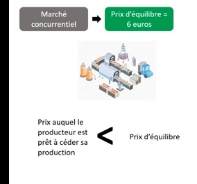 Marché
concurrentiel
Prix d'équilibre =
6 euros
Prix auquel le
producteur est
prêt à céder sa
production
<
Prix d'équilibre